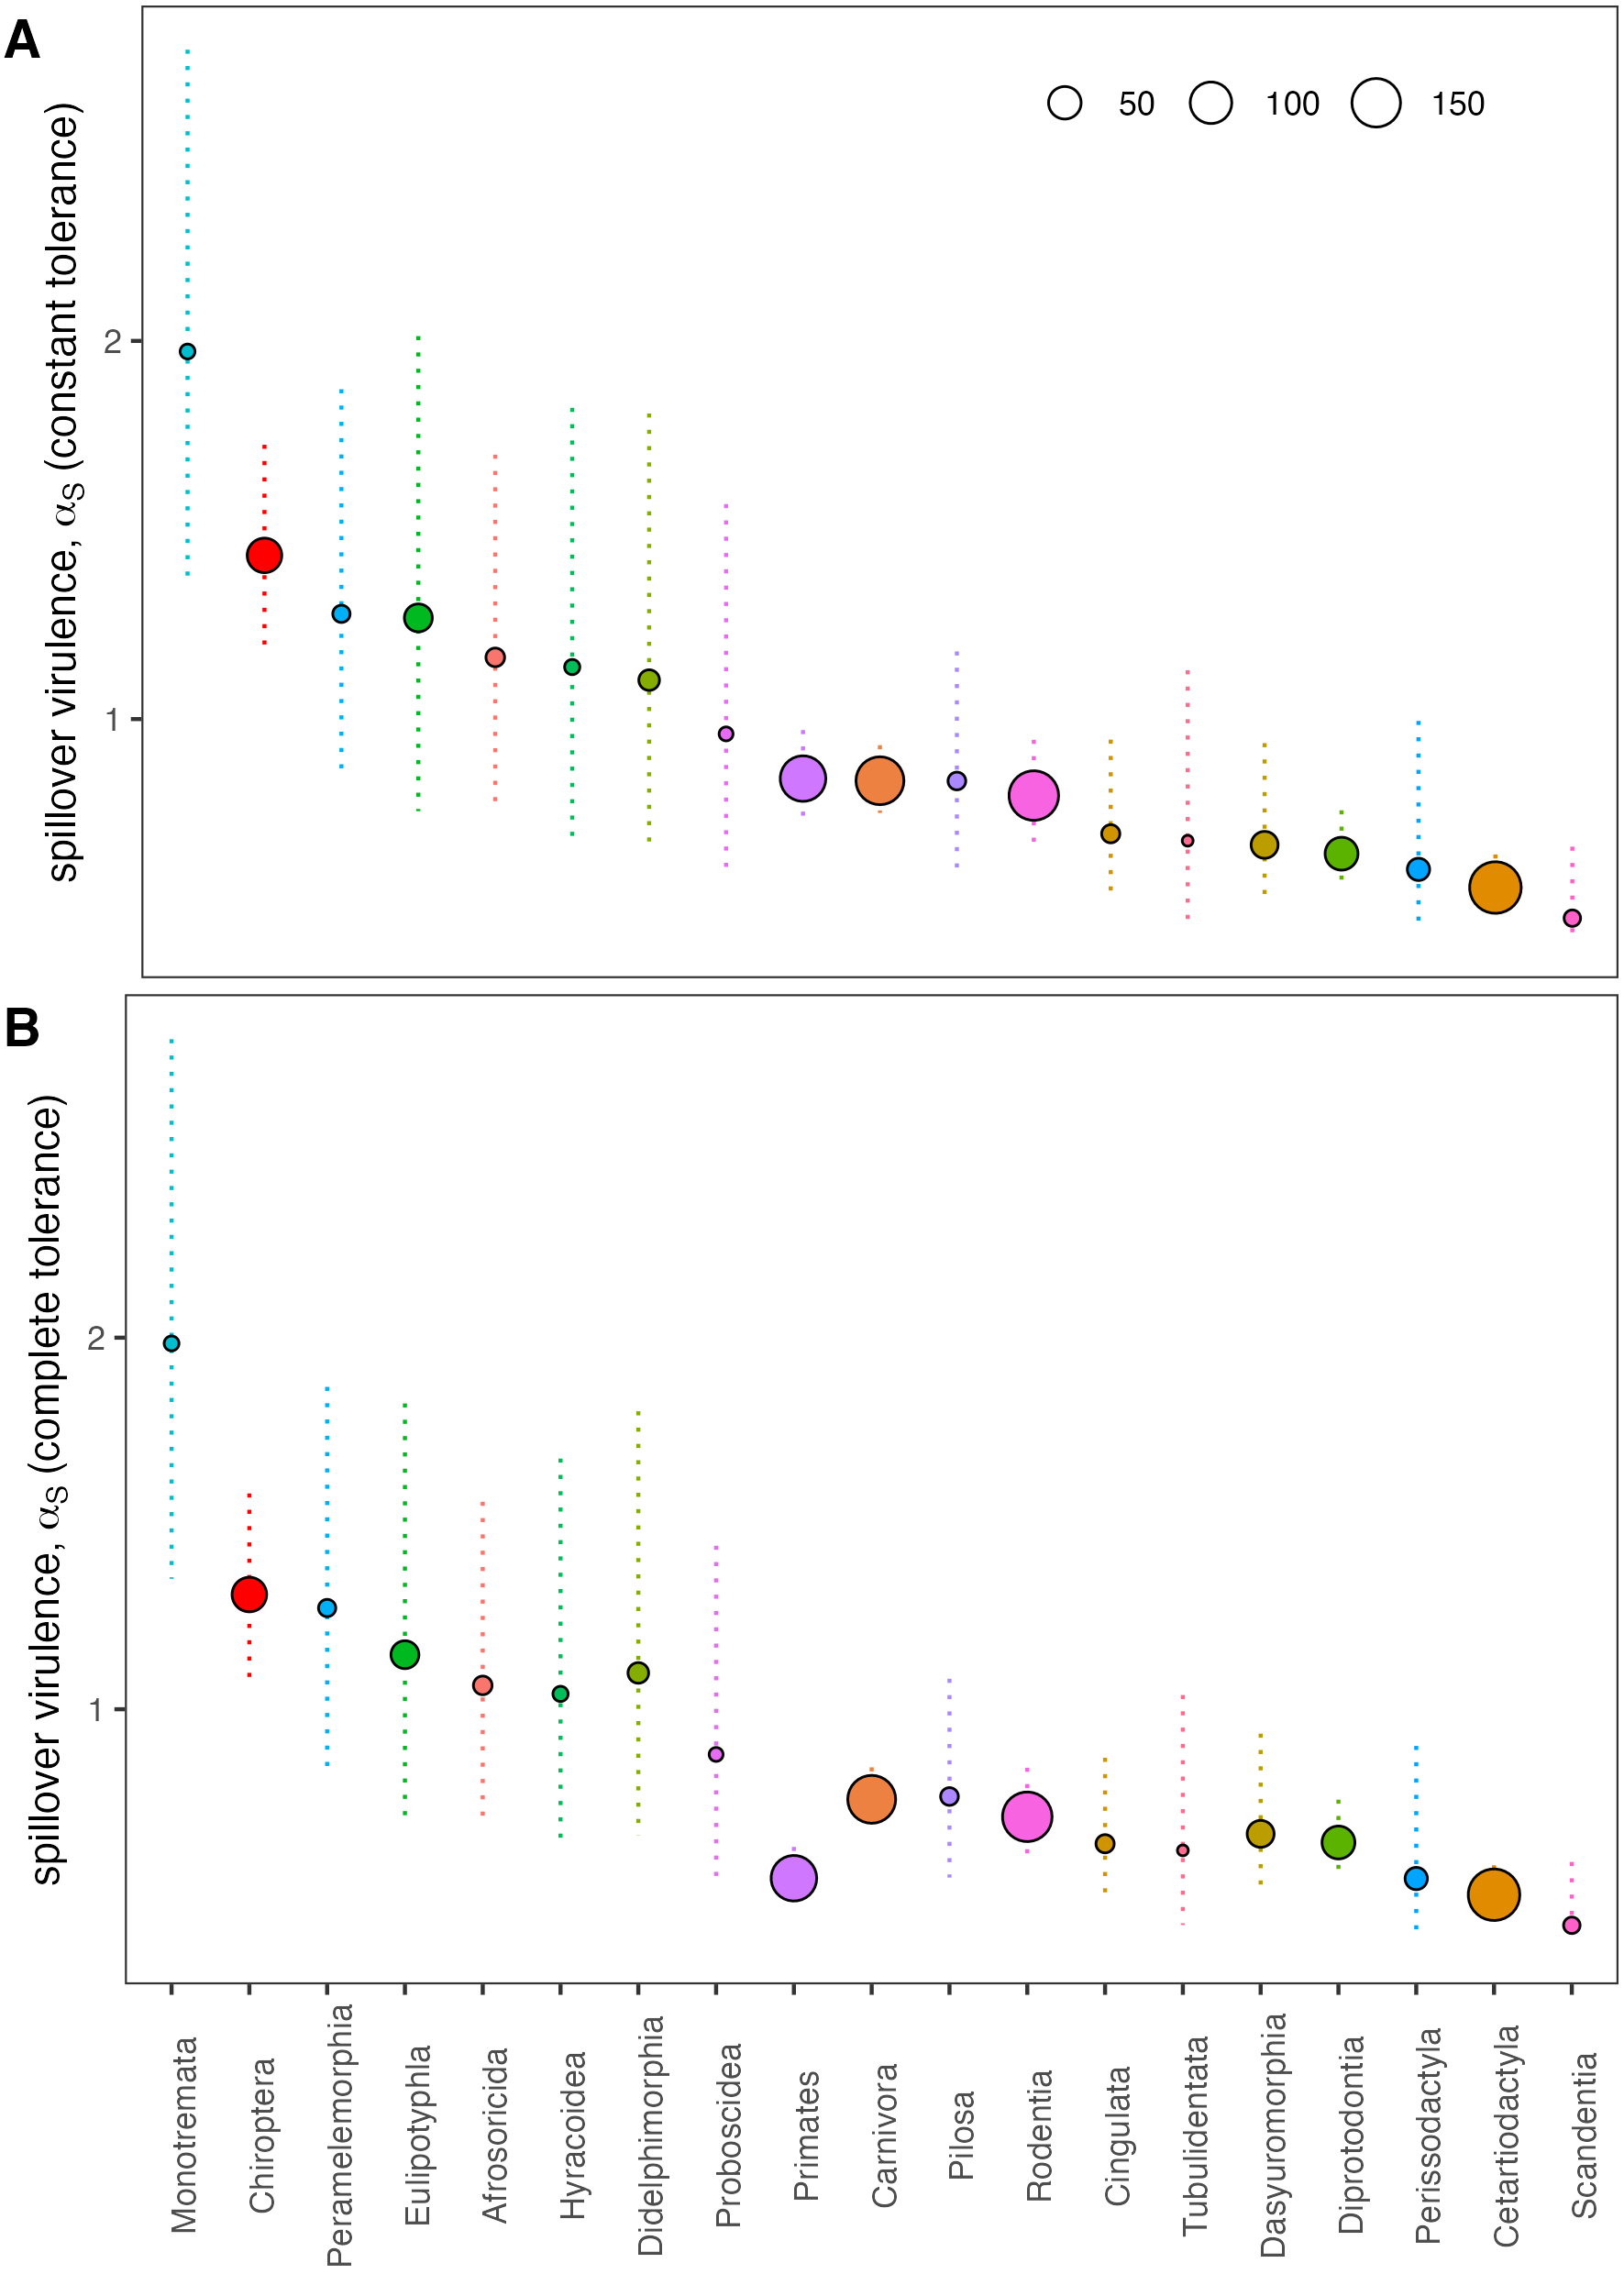 A
spillover virulence, αS (constant tolerance)
50 100 150
2
1
B
spillover virulence, αS (complete tolerance)
2
1
Monotremata
Chiroptera
Peramelemorphia
Eulipotyphla
Afrosoricida
Hyracoidea
Didelphimorphia
Proboscidea
Primates
Carnivora
Pilosa
Rodentia
Cingulata
Tubulidentata
Dasyuromorphia
Diprotodontia
Perissodactyla
Cetartiodactyla
Scandentia